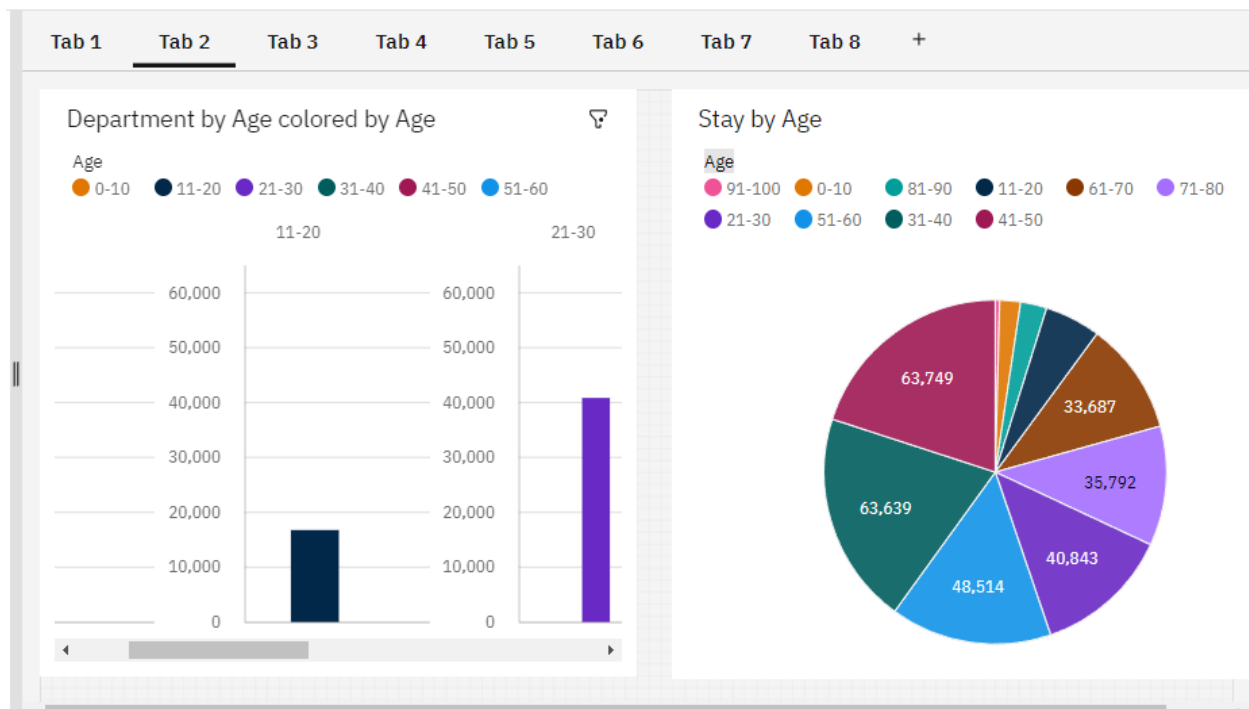 Tab 1 Tab 2 Tab 3 Tab 4 Tab 5 Tab 6 Tab 7 Tab 8 +
Department by Age colored by Age
Age
0-10 11-20 21-30 31-40 41-50 51-60
11-20 21-30
60,000 60,000
50,000 50,000
40,000 40,000
30,000 30,000
20,000 20,000
10,000 10,000
0 0
Stay by Age
Age
91-100 0-10 81-90 11-20 61-70 71-80
21-30 51-60 31-40 41-50
63,749
33,687
35,792
63,639
40,843
48,514